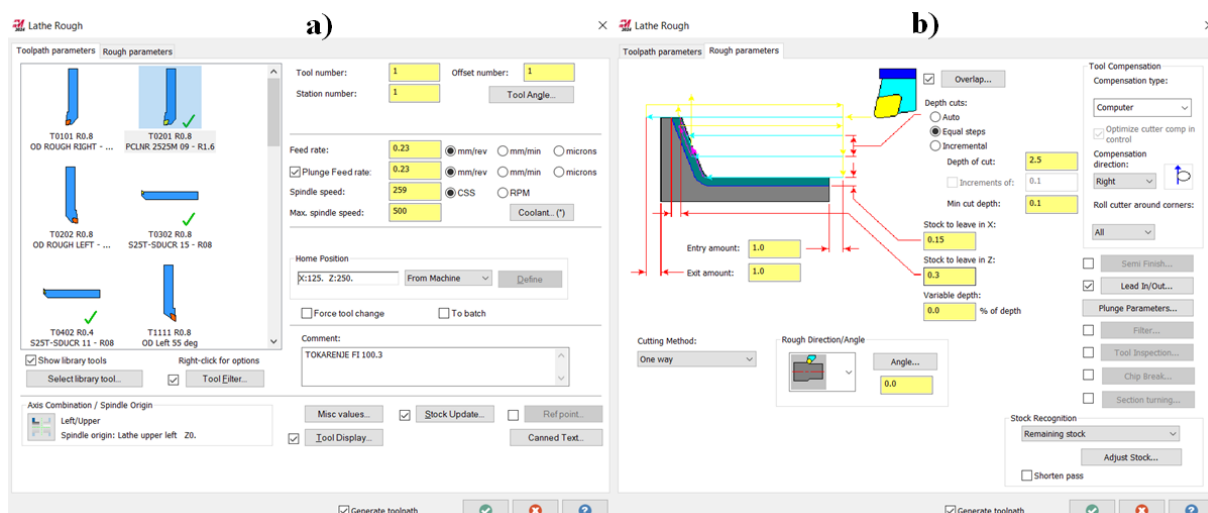 Lathe Rough
a)
Toolpath parameters Rough parameters
T0101 R0.8
OD ROUGH RIGHT - ...
T0201 R0.8
PCLNR 2525M 09 - R1.6
T0202 R0.8
OD ROUGH LEFT - ...
T0302 R0.8
S25T-SDUCR 15 - R08
T0402 R0.4
S25T-SDUCR 11 - R08
T1111 R0.8
OD Left 55 deg
Show library tools Right-click for options
Select library tool... Tool Filter...
Axis Combination / Spindle Origin
Left/Upper
Spindle origin: Lathe upper left Z0.
Tool number: 1 Offset number: 1
Station number: 1 Tool Angle...
Feed rate: 0.23 mm/rev mm/min microns
Plunge Feed rate: 0.23 mm/rev mm/min microns
Spindle speed: 259 CSS RPM
Max. spindle speed: 500 Coolant.. (*)
Home Position
X:125. Z:250. From Machine Define
Force tool change To batch
Comment:
TOKARENJE FI 100.3
Misc values... Stock Update... Ref point...
Tool Display... Canned Text...
Generate toolpath
Lathe Rough
b)
Toolpath parameters Rough parameters
Overlap...
Depth cuts:
Auto
Equal steps
Incremental
Depth of cut: 2.5
Increments of: 0.1
Min cut depth: 0.1
Stock to leave in X:
0.15
Stock to leave in Z:
0.3
Variable depth:
0.0 % of depth
Entry amount: 1.0
Exit amount: 1.0
Cutting Method:
One way
Rough Direction/Angle
Angle...
0.0
Tool Compensation
Compensation type:
Computer
Optimize cutter comp in
control
Compensation
direction:
Right
Roll cutter around corners:
All
Semi Finish...
Lead In/Out...
Plunge Parameters...
Filter...
Tool Inspection...
Chip Break...
Section turning...
Stock Recognition
Remaining stock
Adjust Stock...
Shorten pass
Generate toolpath